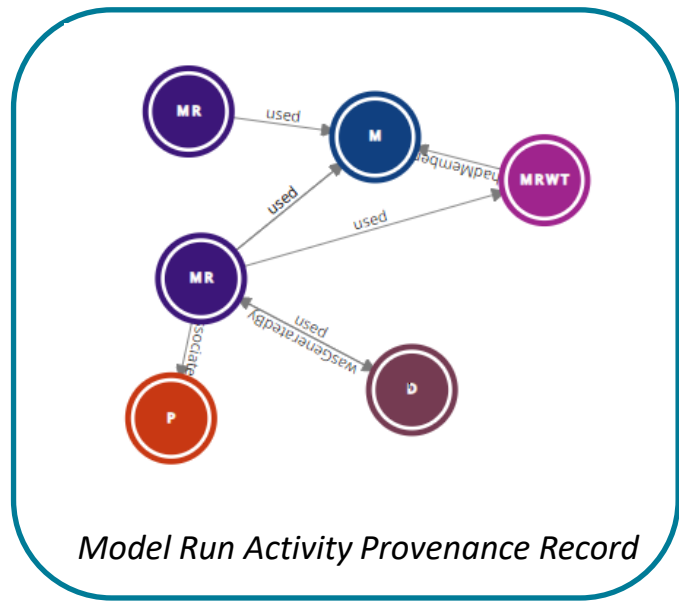 MR
used
M
hadMember
MRWT
used
used
MR
used
wasGeneratedBy
sociate
P
D
Model Run Activity Provenance Record